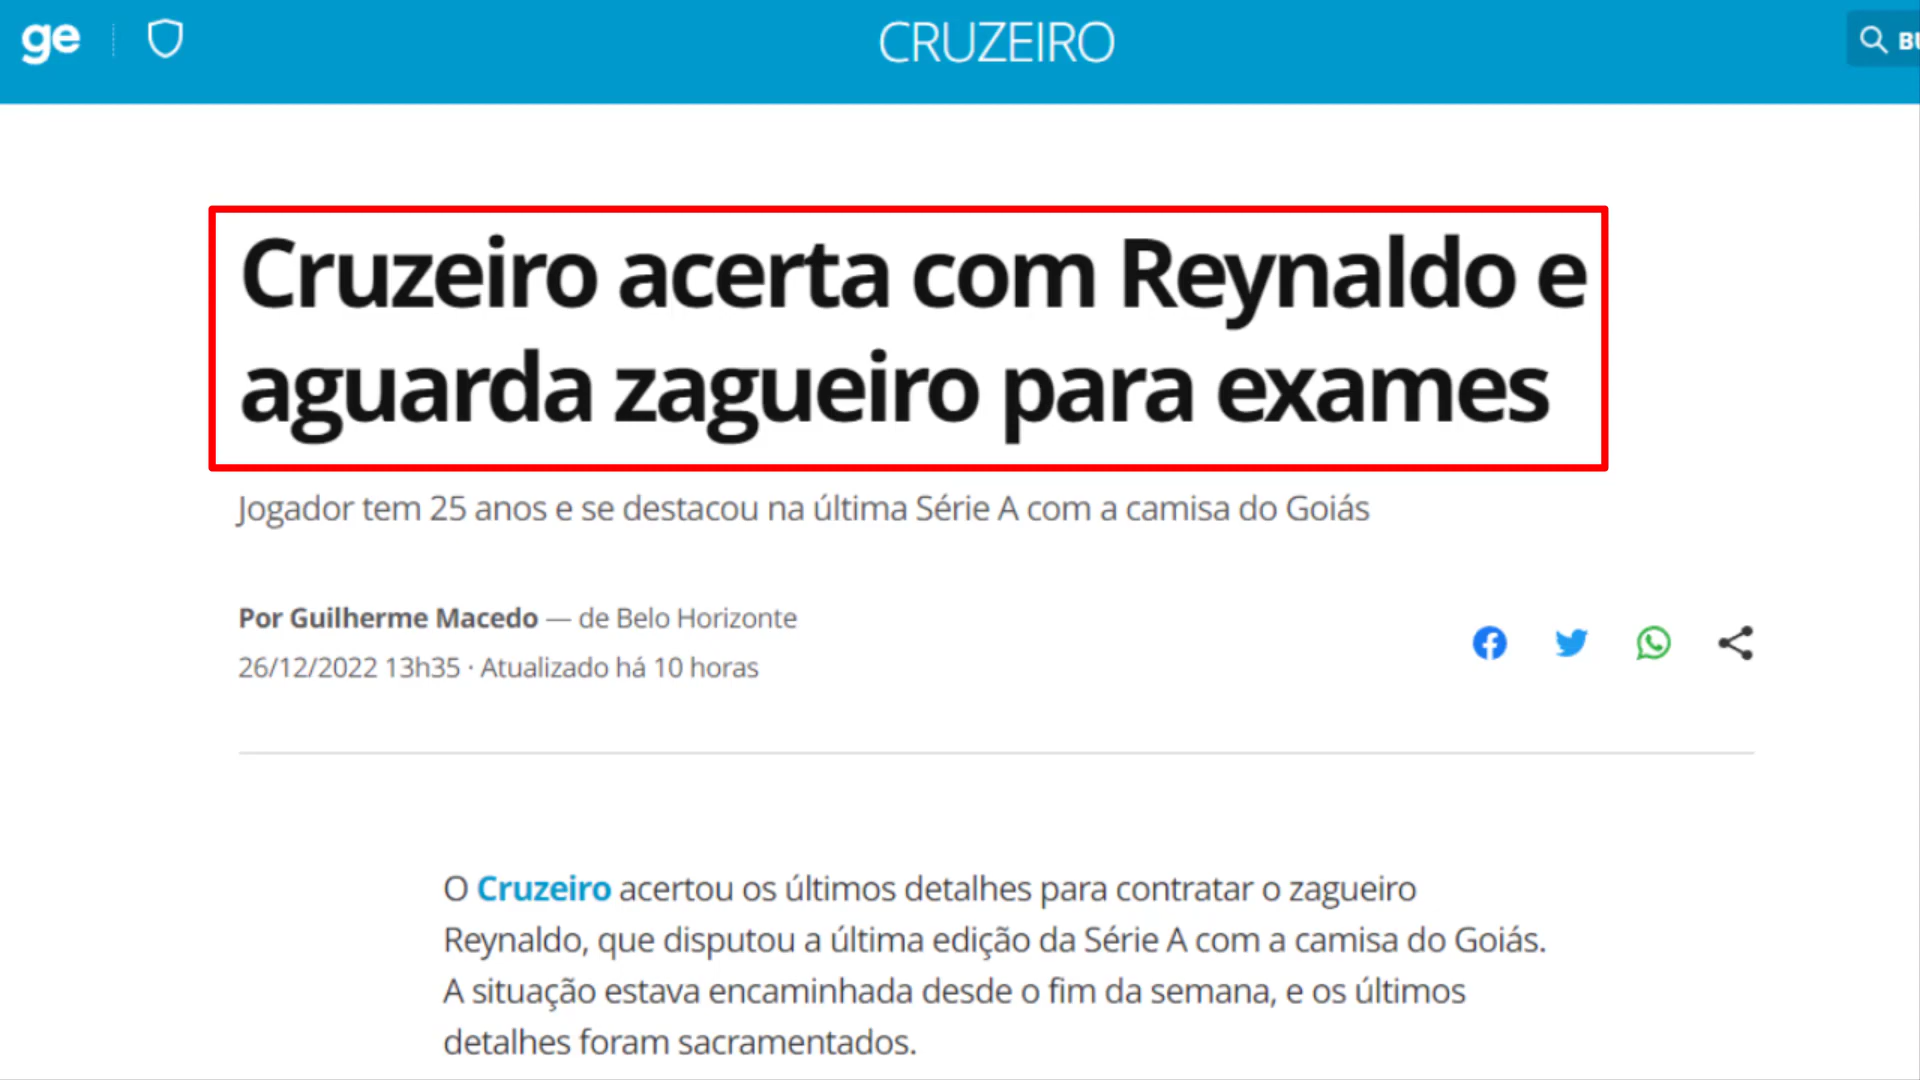 ge
CRUZEIRO
BU
Cruzeiro acerta com Reynaldo e
aguarda zagueiro para exames
Jogador tem 25 anos e se destacou na última Série A com a camisa do Goiás
Por Guilherme Macedo — de Belo Horizonte
26/12/2022 13h35 · Atualizado há 10 horas
O Cruzeiro acertou os últimos detalhes para contratar o zagueiro
Reynaldo, que disputou a última edição da Série A com a camisa do Goiás.
A situação estava encaminhada desde o fim da semana, e os últimos
detalhes foram sacramentados.